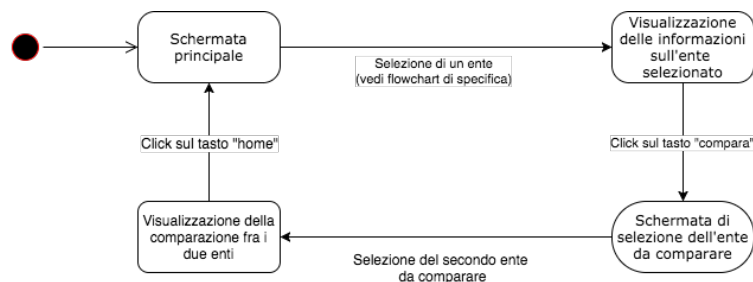 Schermata
principale
Selezione di un ente
(vedi flowchart di specifica)
Visualizzazione
delle informazioni
sull'ente
selezionato
Click sul tasto "home"
Click sul tasto "compara"
Visualizzazione della
comparazione fra i
due enti
Selezione del secondo ente
da comparare
Schermata di
selezione dell'ente
da comparare